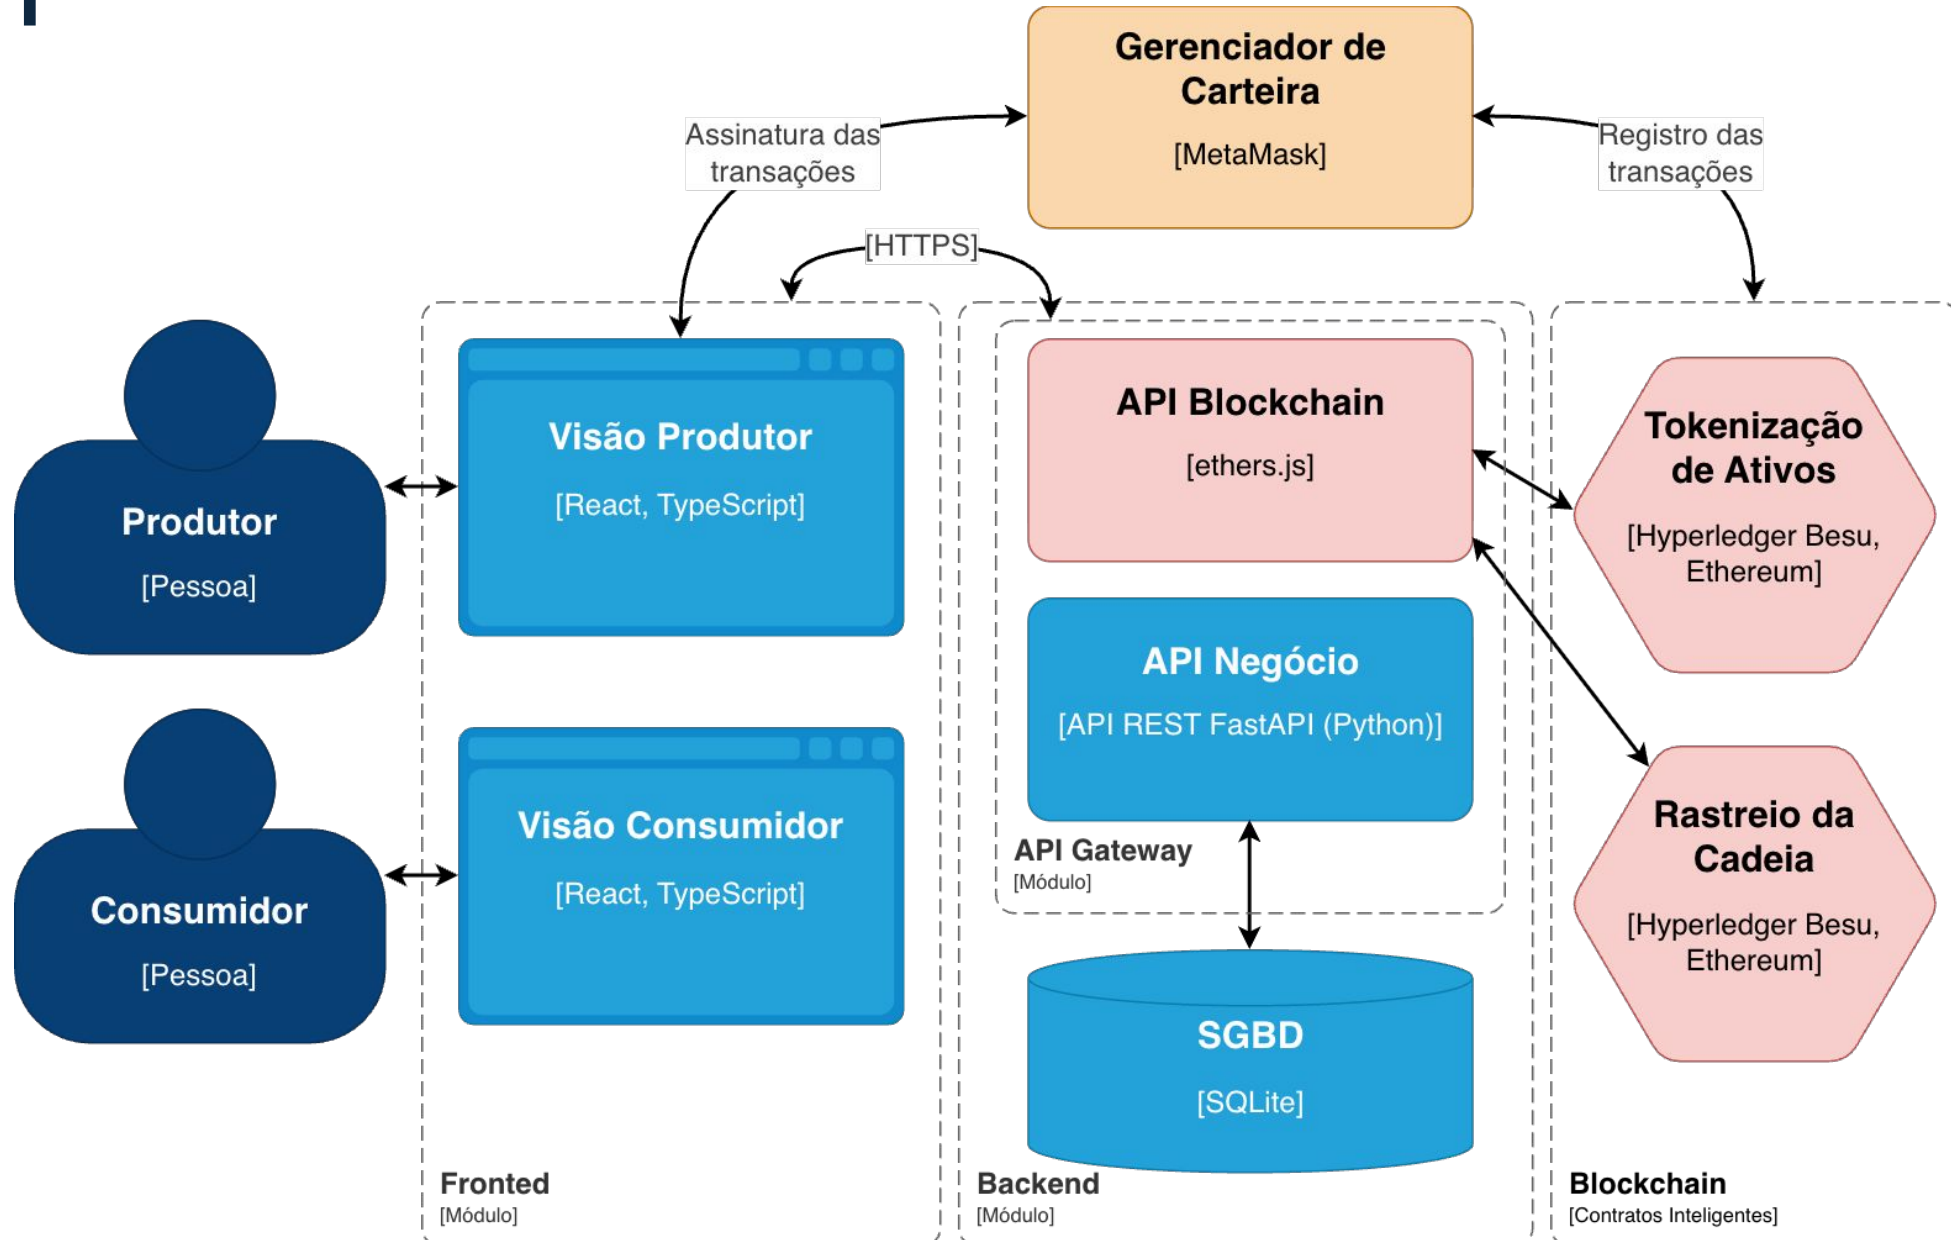 Gerenciador de
Carteira
[MetaMask]
Assinatura das
transações
Registro das
transações
[HTTPS]
Produtor
[Pessoa]
Visão Produtor
[React, TypeScript]
API Blockchain
[ethers.js]
Tokenização
de Ativos
[Hyperledger Besu,
Ethereum]
API Negócio
[API REST FastAPI (Python)]
API Gateway
[Módulo]
Consumidor
[Pessoa]
Visão Consumidor
[React, TypeScript]
Rastreio da
Cadeia
[Hyperledger Besu,
Ethereum]
SGBD
[SQLite]
Fronted
[Módulo]
Backend
[Módulo]
Blockchain
[Contratos Inteligentes]